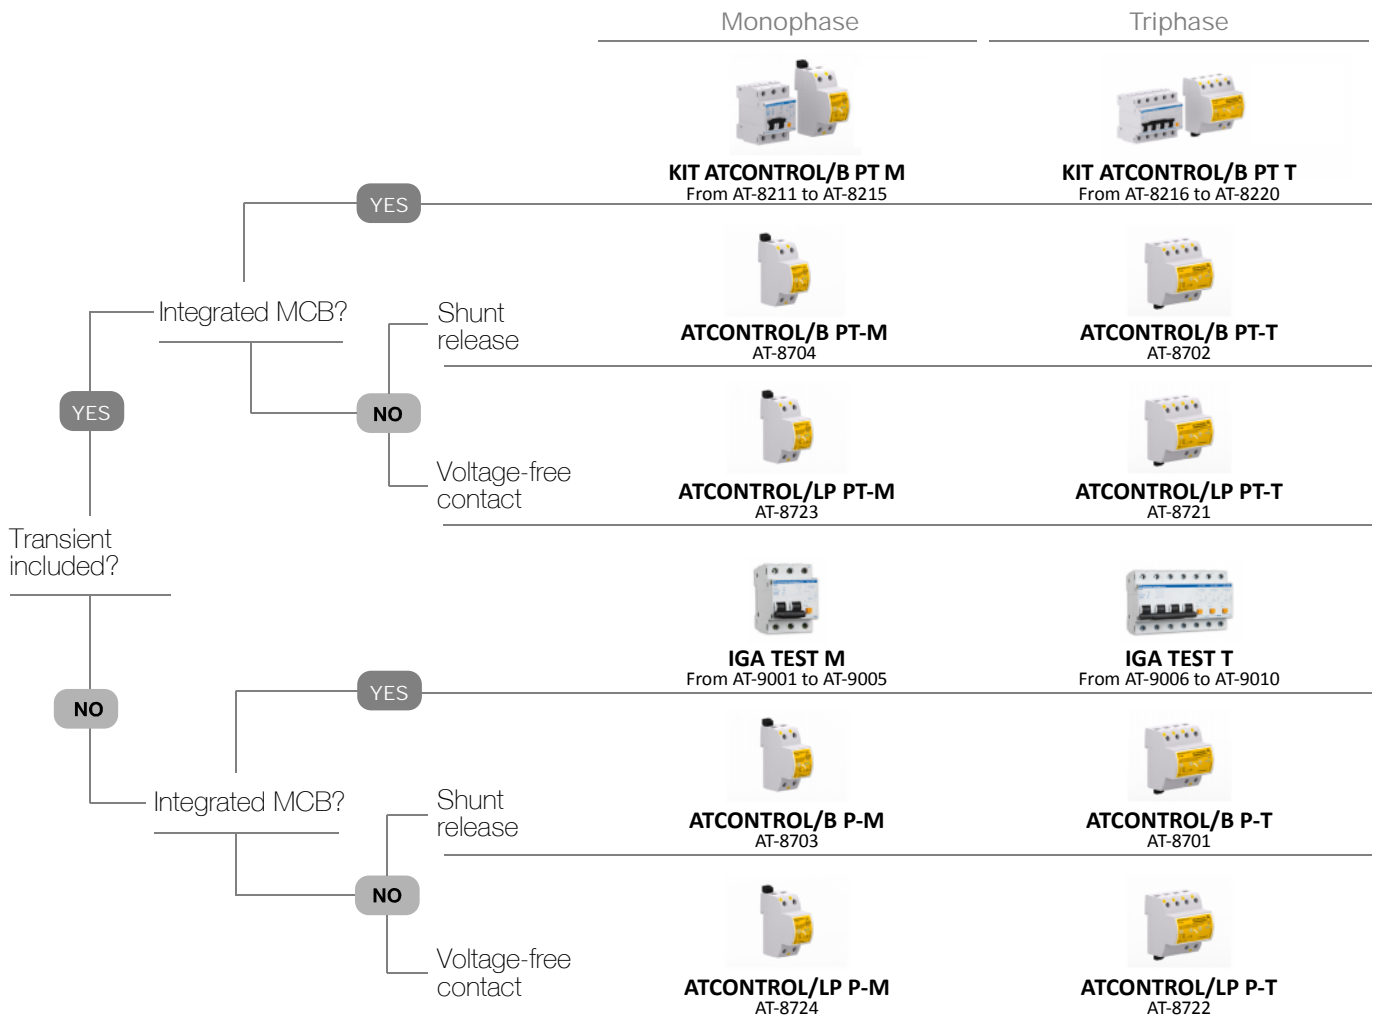 Monophase
Triphase
KIT ATCONTROL/B PT M
From AT-8211 to AT-8215
KIT ATCONTROL/B PT T
From AT-8216 to AT-8220
YES
Integrated MCB?
Shunt
release
ATCONTROL/B PT-M
AT-8704
ATCONTROL/B PT-T
AT-8702
YES
NO
Voltage-free
contact
ATCONTROL/LP PT-M
AT-8723
ATCONTROL/LP PT-T
AT-8721
Transient
included?
IGA TEST M
From AT-9001 to AT-9005
IGA TEST T
From AT-9006 to AT-9010
YES
NO
Integrated MCB?
Shunt
release
ATCONTROL/B P-M
AT-8703
ATCONTROL/B P-T
AT-8701
NO
Voltage-free
contact
ATCONTROL/LP P-M
AT-8724
ATCONTROL/LP P-T
AT-8722